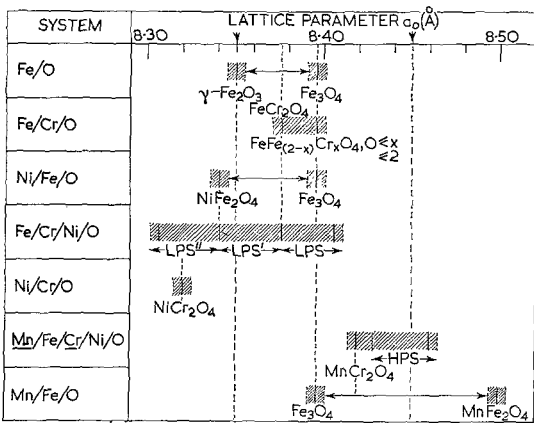 SYSTEM
LATTICE PARAMETER a₀(Å)
8·30 8·40 8·50
Fe/O
γ-Fe₂O₃ Fe₃O₄
FeCr₂O₄
Fe/Cr/O
FeFe₍₂₋ₓ₎CrₓO₄, O ≤ x
≤ 2
Ni/Fe/O
NiFe₂O₄ Fe₃O₄
Fe/Cr/Ni/O
LPS" LPS' LPS
Ni/Cr/O
NiCr₂O₄
Mn/Fe/Cr/Ni/O
HPS
MnCr₂O₄
Mn/Fe/O
Fe₃O₄ MnFe₂O₄